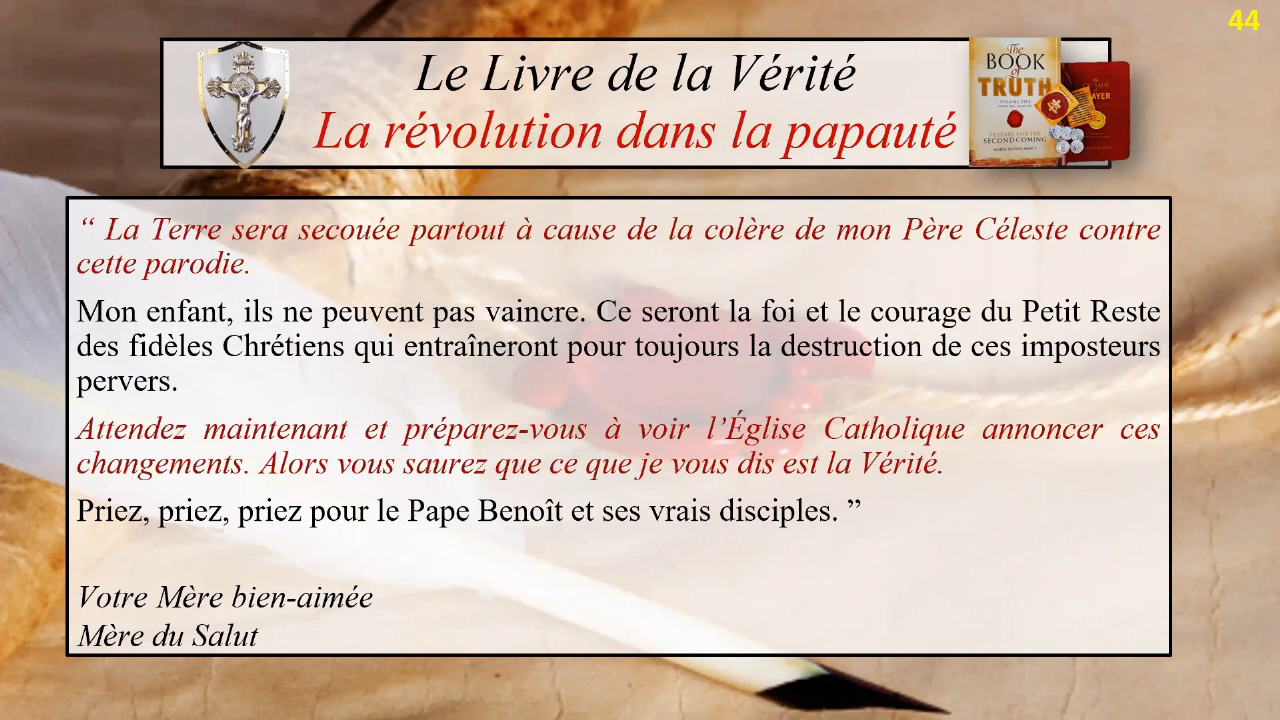 44
Le Livre de la Vérité
La révolution dans la papauté
The
BOOK
of
TRUTH
PREPARE FOR THE
SECOND COMING
“ La Terre sera secouée partout à cause de la colère de mon Père Céleste contre
cette parodie.
Mon enfant, ils ne peuvent pas vaincre. Ce seront la foi et le courage du Petit Reste
des fidèles Chrétiens qui entraîneront pour toujours la destruction de ces imposteurs
pervers.
Attendez maintenant et préparez-vous à voir l’Église Catholique annoncer ces
changements. Alors vous saurez que ce que je vous dis est la Vérité.
Priez, priez, priez pour le Pape Benoît et ses vrais disciples. ”
Votre Mère bien-aimée
Mère du Salut